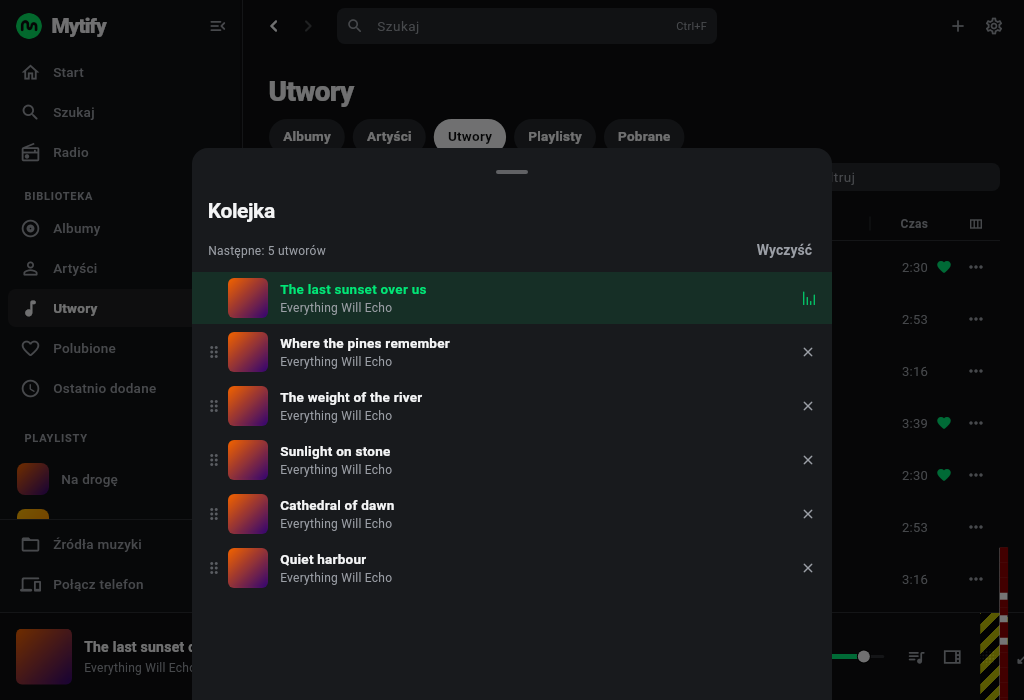 Mytify
Szukaj
Ctrl+F
Start
Szukaj
Radio
BIBLIOTEKA
Albumy
Artyści
Utwory
Polubione
Ostatnio dodane
PLAYLISTY
Na drogę
Źródła muzyki
Połącz telefon
Utwory
Albumy
Artyści
Utwory
Playlisty
Pobrane
Czas
2:30
2:53
3:16
3:39
2:30
2:53
3:16
Kolejka
Następne: 5 utworów
Wyczyść
The last sunset over us
Everything Will Echo
Where the pines remember
Everything Will Echo
The weight of the river
Everything Will Echo
Sunlight on stone
Everything Will Echo
Cathedral of dawn
Everything Will Echo
Quiet harbour
Everything Will Echo
The last sunset
Everything Will Echo